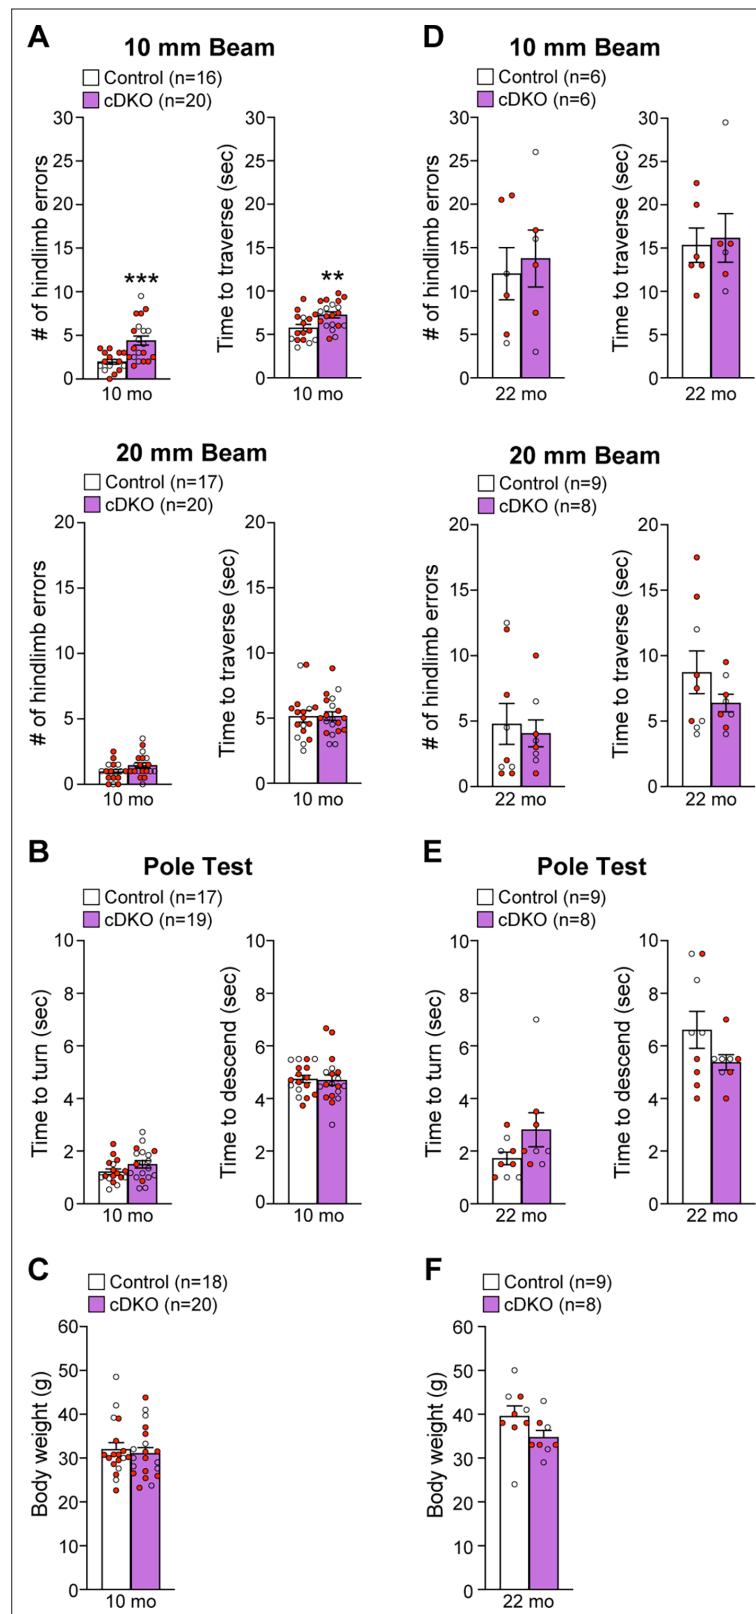 A
10 mm Beam
Control (n=16)
cDKO (n=20)
# of hindlimb errors
30
25
20
15
10
5
0
***
10 mo
Time to traverse (sec)
30
25
20
15
10
5
0
**
10 mo
20 mm Beam
Control (n=17)
cDKO (n=20)
# of hindlimb errors
20
15
10
5
0
10 mo
Time to traverse (sec)
20
15
10
5
0
10 mo
B
Pole Test
Control (n=17)
cDKO (n=19)
Time to turn (sec)
10
8
6
4
2
0
10 mo
Time to descend (sec)
10
8
6
4
2
0
10 mo
C
Control (n=18)
cDKO (n=20)
Body weight (g)
60
50
40
30
20
10
0
10 mo
D
10 mm Beam
Control (n=6)
cDKO (n=6)
# of hindlimb errors
30
25
20
15
10
5
0
22 mo
Time to traverse (sec)
30
25
20
15
10
5
0
22 mo
20 mm Beam
Control (n=9)
cDKO (n=8)
# of hindlimb errors
20
15
10
5
0
22 mo
Time to traverse (sec)
20
15
10
5
0
22 mo
E
Pole Test
Control (n=9)
cDKO (n=8)
Time to turn (sec)
10
8
6
4
2
0
22 mo
Time to descend (sec)
10
8
6
4
2
0
22 mo
F
Control (n=9)
cDKO (n=8)
Body weight (g)
60
50
40
30
20
10
0
22 mo